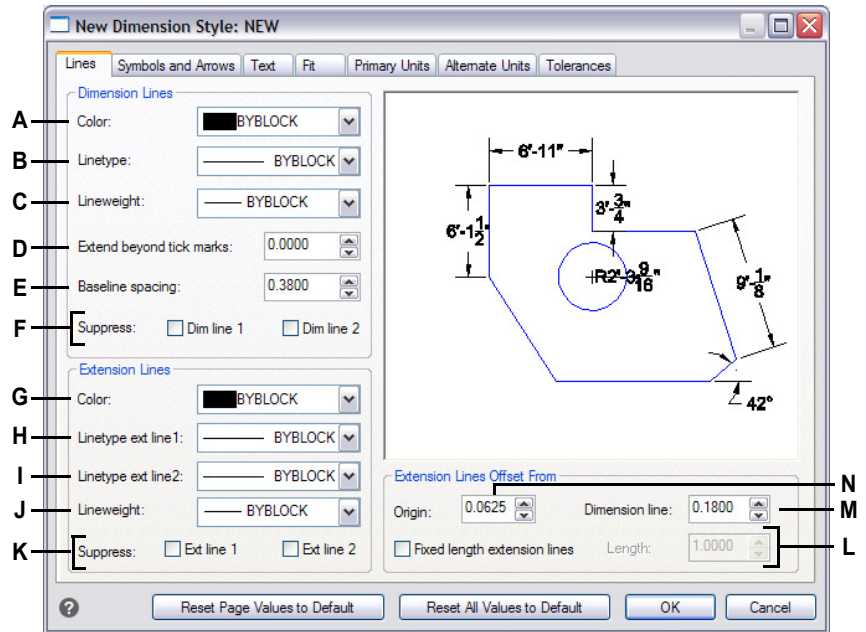 New Dimension Style: NEW
Lines Symbols and Arrows Text Fit Primary Units Alternate Units Tolerances
Dimension Lines
A Color: BYBLOCK
B Linetype: BYBLOCK
C Lineweight: BYBLOCK
D Extend beyond tick marks: 0.0000
E Baseline spacing: 0.3800
F Suppress: Dim line 1 Dim line 2
Extension Lines
G Color: BYBLOCK
H Linetype ext line1: BYBLOCK
I Linetype ext line2: BYBLOCK
J Lineweight: BYBLOCK
K Suppress: Ext line 1 Ext line 2
6'-11"
3'-3/4"
6'-1 1/2"
R2'-3 9/16"
9'-1/8"
42°
Extension Lines Offset From
N
Origin: 0.0625 Dimension line: 0.1800 M
Fixed length extension lines Length: 1.0000 L
? Reset Page Values to Default Reset All Values to Default OK Cancel